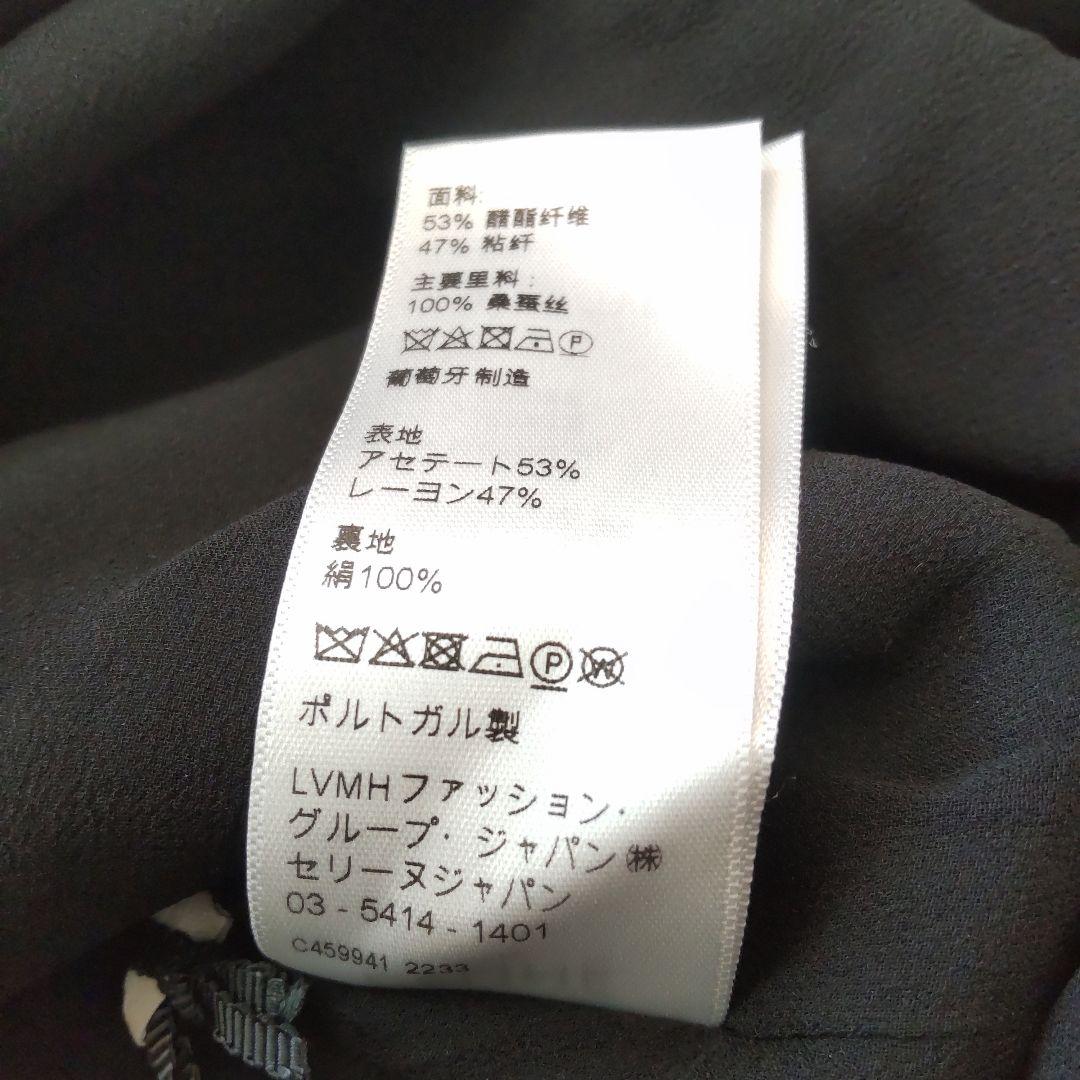 面料:
53% 醋酯纤维
47% 粘纤
主要里料:
100% 桑蚕丝
P
葡萄牙制造
表地
アセテート53%
レーヨン47%
裏地
絹100%
P W
ポルトガル製
LVMHファッション・
グループ・ジャパン㈱
セリーヌジャパン
03 - 5414 - 1401
C459941 2233